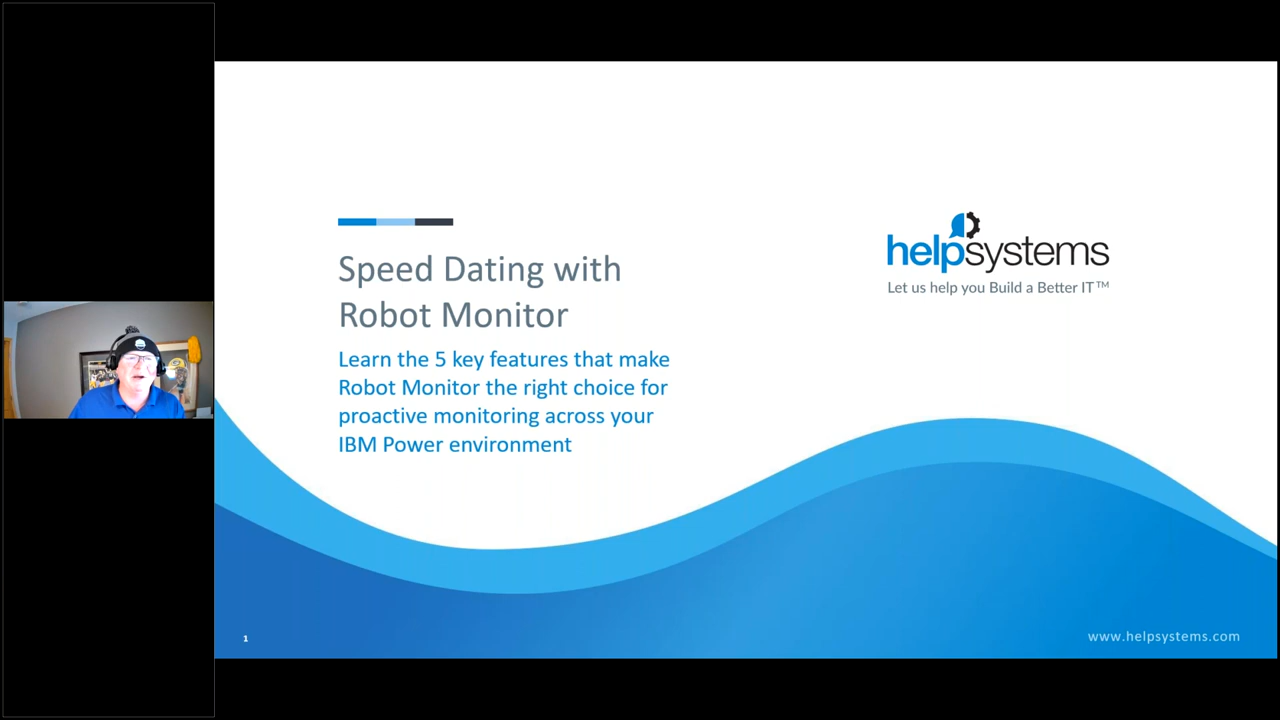 Speed Dating with
Robot Monitor
Learn the 5 key features that make
Robot Monitor the right choice for
proactive monitoring across your
IBM Power environment
helpsystems
Let us help you Build a Better IT™
1
www.helpsystems.com